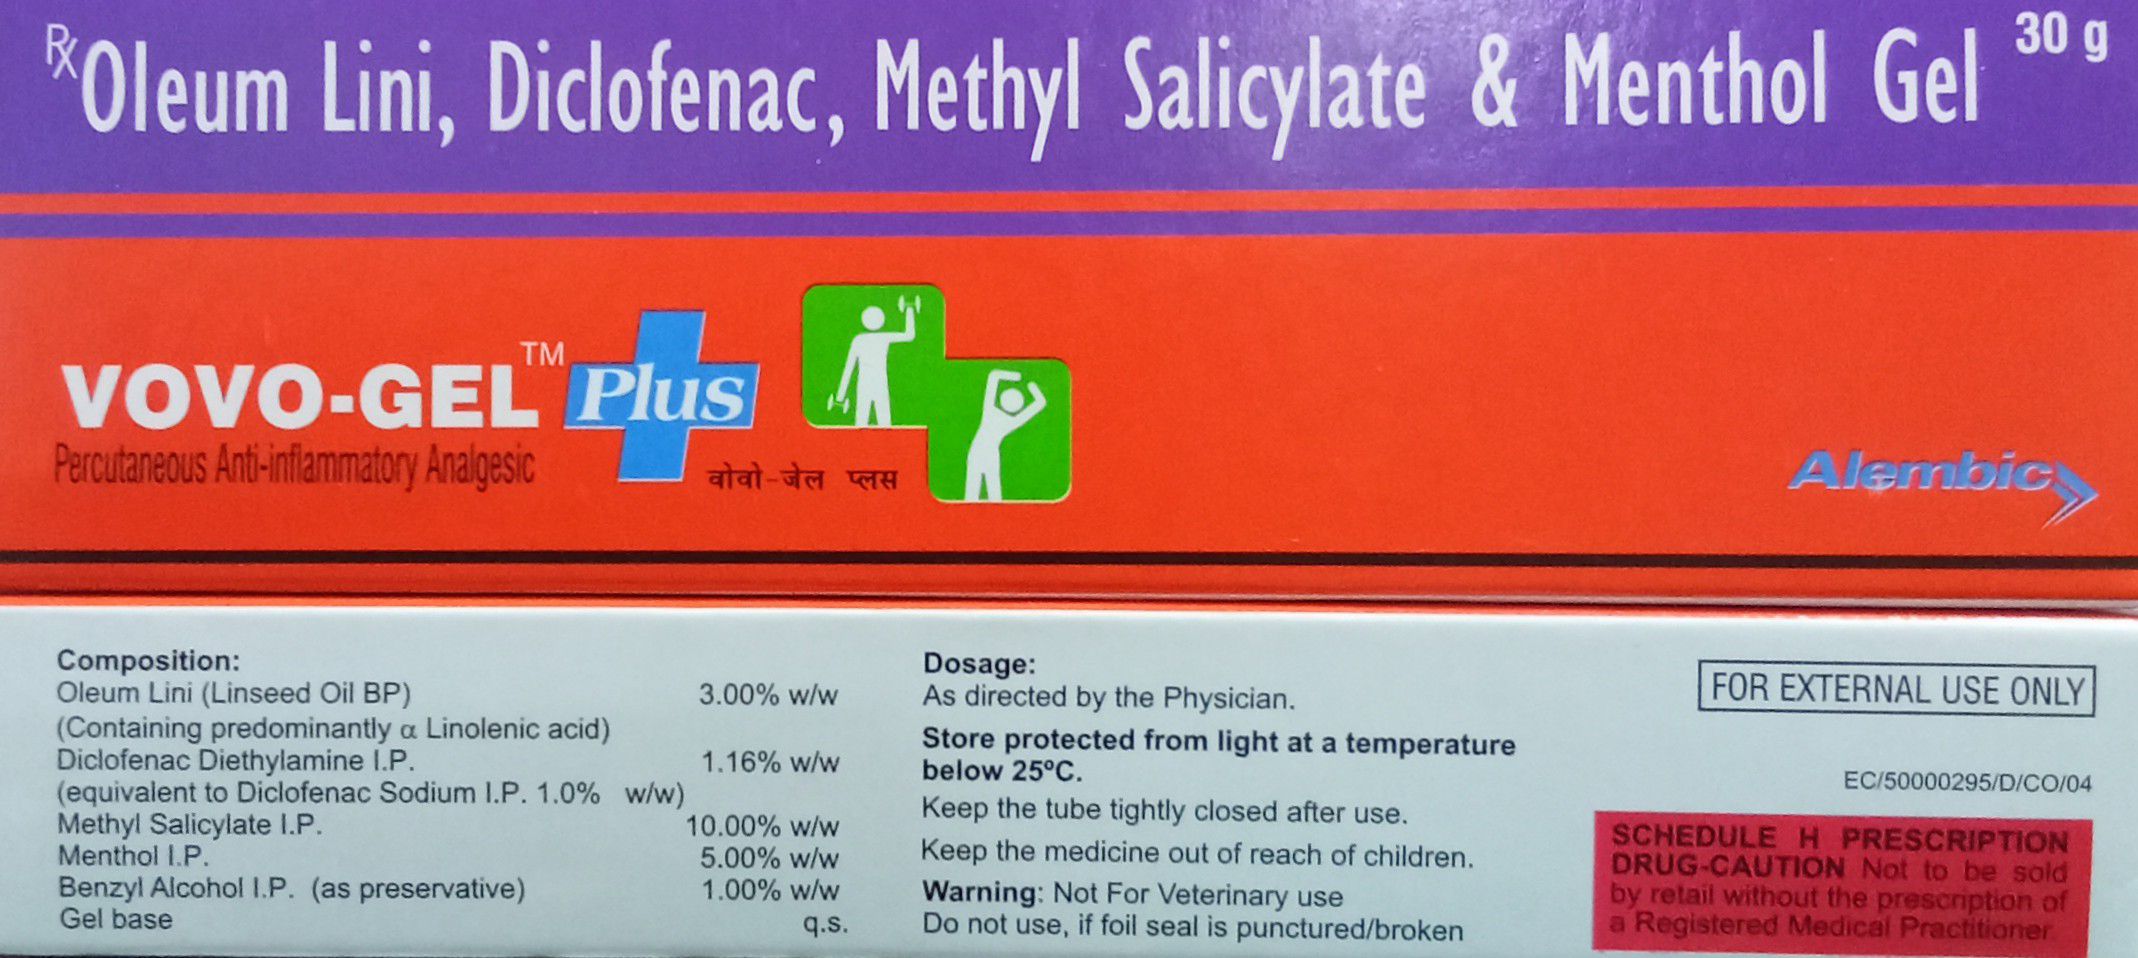 Rx Oleum Lini, Diclofenac, Methyl Salicylate & Menthol Gel 30 g
VOVO-GEL™ Plus
Percutaneous Anti-inflammatory Analgesic
वोवो-जेल प्लस
Alembic
Composition:
Oleum Lini (Linseed Oil BP) 3.00% w/w
(Containing predominantly α Linolenic acid)
Diclofenac Diethylamine I.P. 1.16% w/w
(equivalent to Diclofenac Sodium I.P. 1.0% w/w)
Methyl Salicylate I.P. 10.00% w/w
Menthol I.P. 5.00% w/w
Benzyl Alcohol I.P. (as preservative) 1.00% w/w
Gel base q.s.
Dosage:
As directed by the Physician.
Store protected from light at a temperature
below 25ºC.
Keep the tube tightly closed after use.
Keep the medicine out of reach of children.
Warning: Not For Veterinary use
Do not use, if foil seal is punctured/broken
FOR EXTERNAL USE ONLY
EC/50000295/D/CO/04
SCHEDULE H PRESCRIPTION
DRUG-CAUTION Not to be sold
by retail without the prescription of
a Registered Medical Practitioner